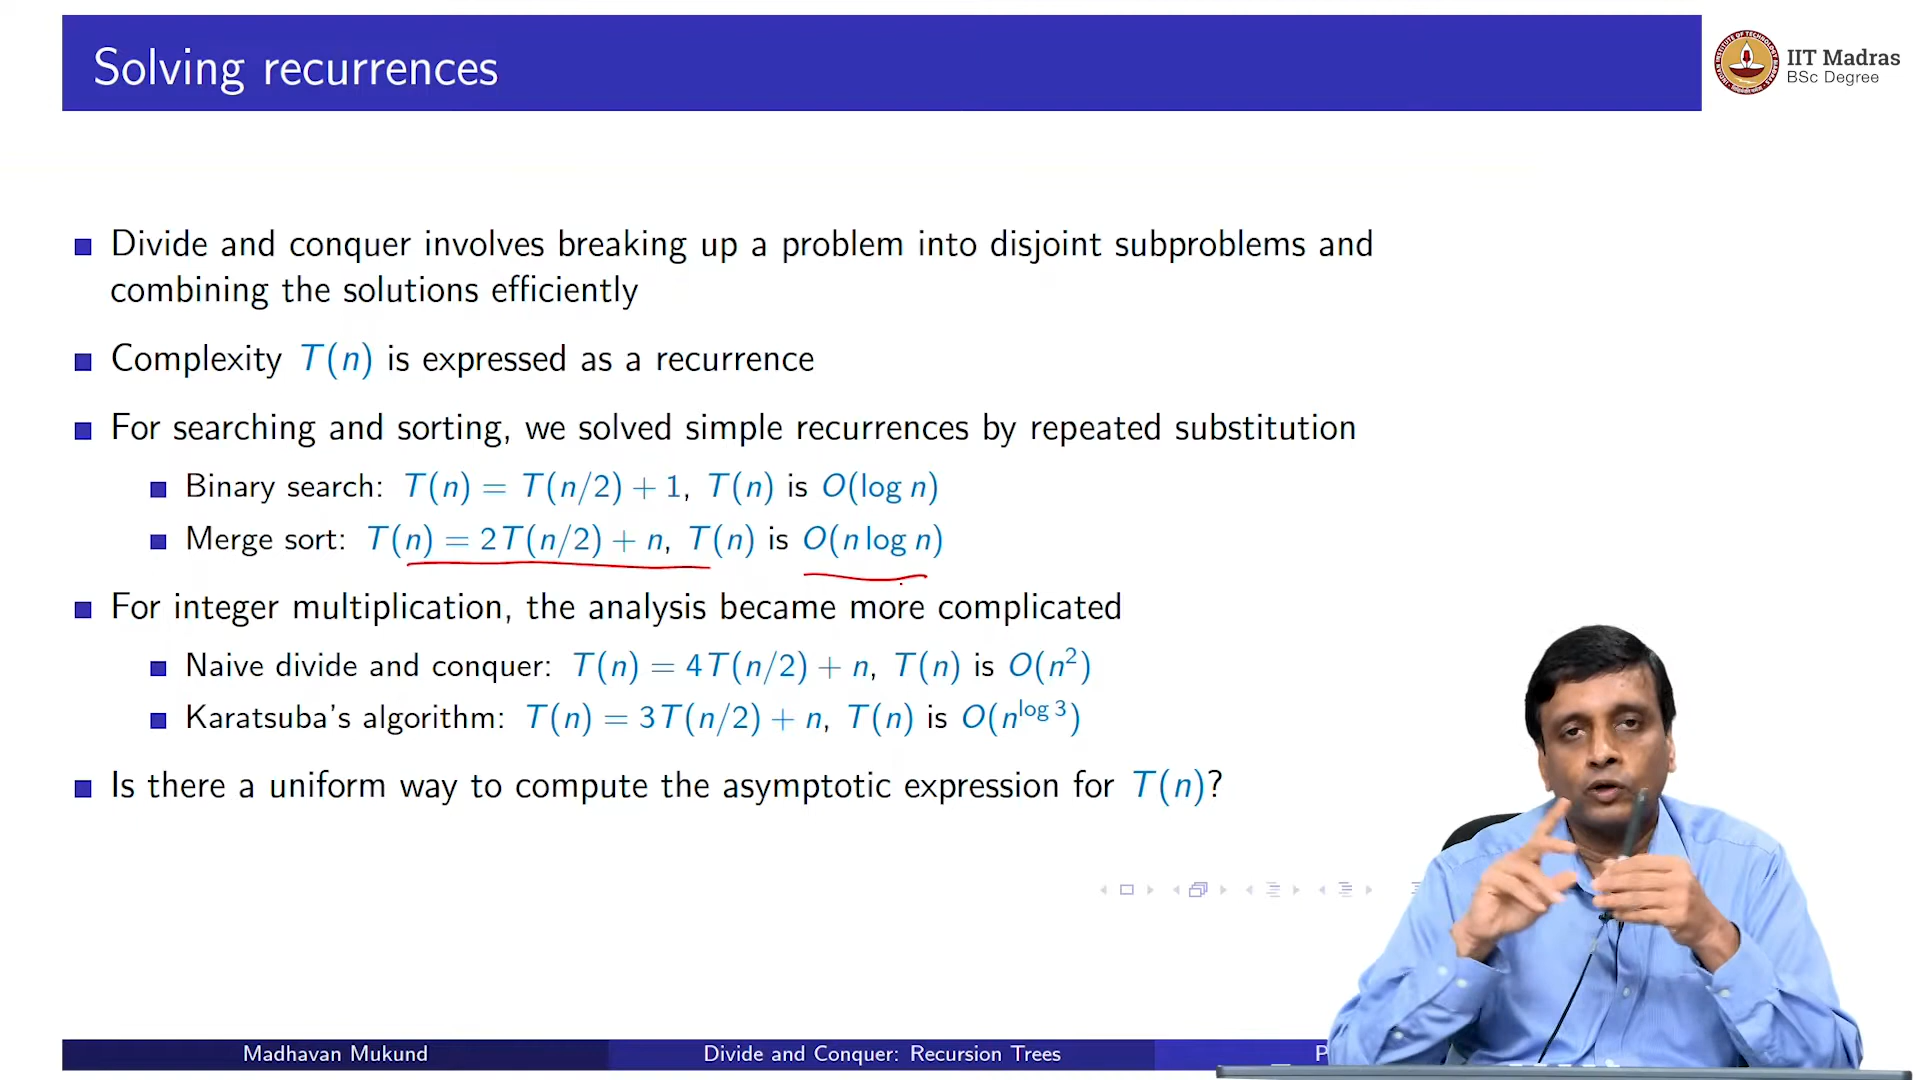 Solving recurrences
IIT Madras
BSc Degree
■ Divide and conquer involves breaking up a problem into disjoint subproblems and
combining the solutions efficiently
■ Complexity T(n) is expressed as a recurrence
■ For searching and sorting, we solved simple recurrences by repeated substitution
■ Binary search: T(n) = T(n/2) + 1, T(n) is O(log n)
■ Merge sort: T(n) = 2T(n/2) + n, T(n) is O(n log n)
■ For integer multiplication, the analysis became more complicated
■ Naive divide and conquer: T(n) = 4T(n/2) + n, T(n) is O(n²)
■ Karatsuba's algorithm: T(n) = 3T(n/2) + n, T(n) is O(n^{log 3})
■ Is there a uniform way to compute the asymptotic expression for T(n)?
Madhavan Mukund Divide and Conquer: Recursion Trees